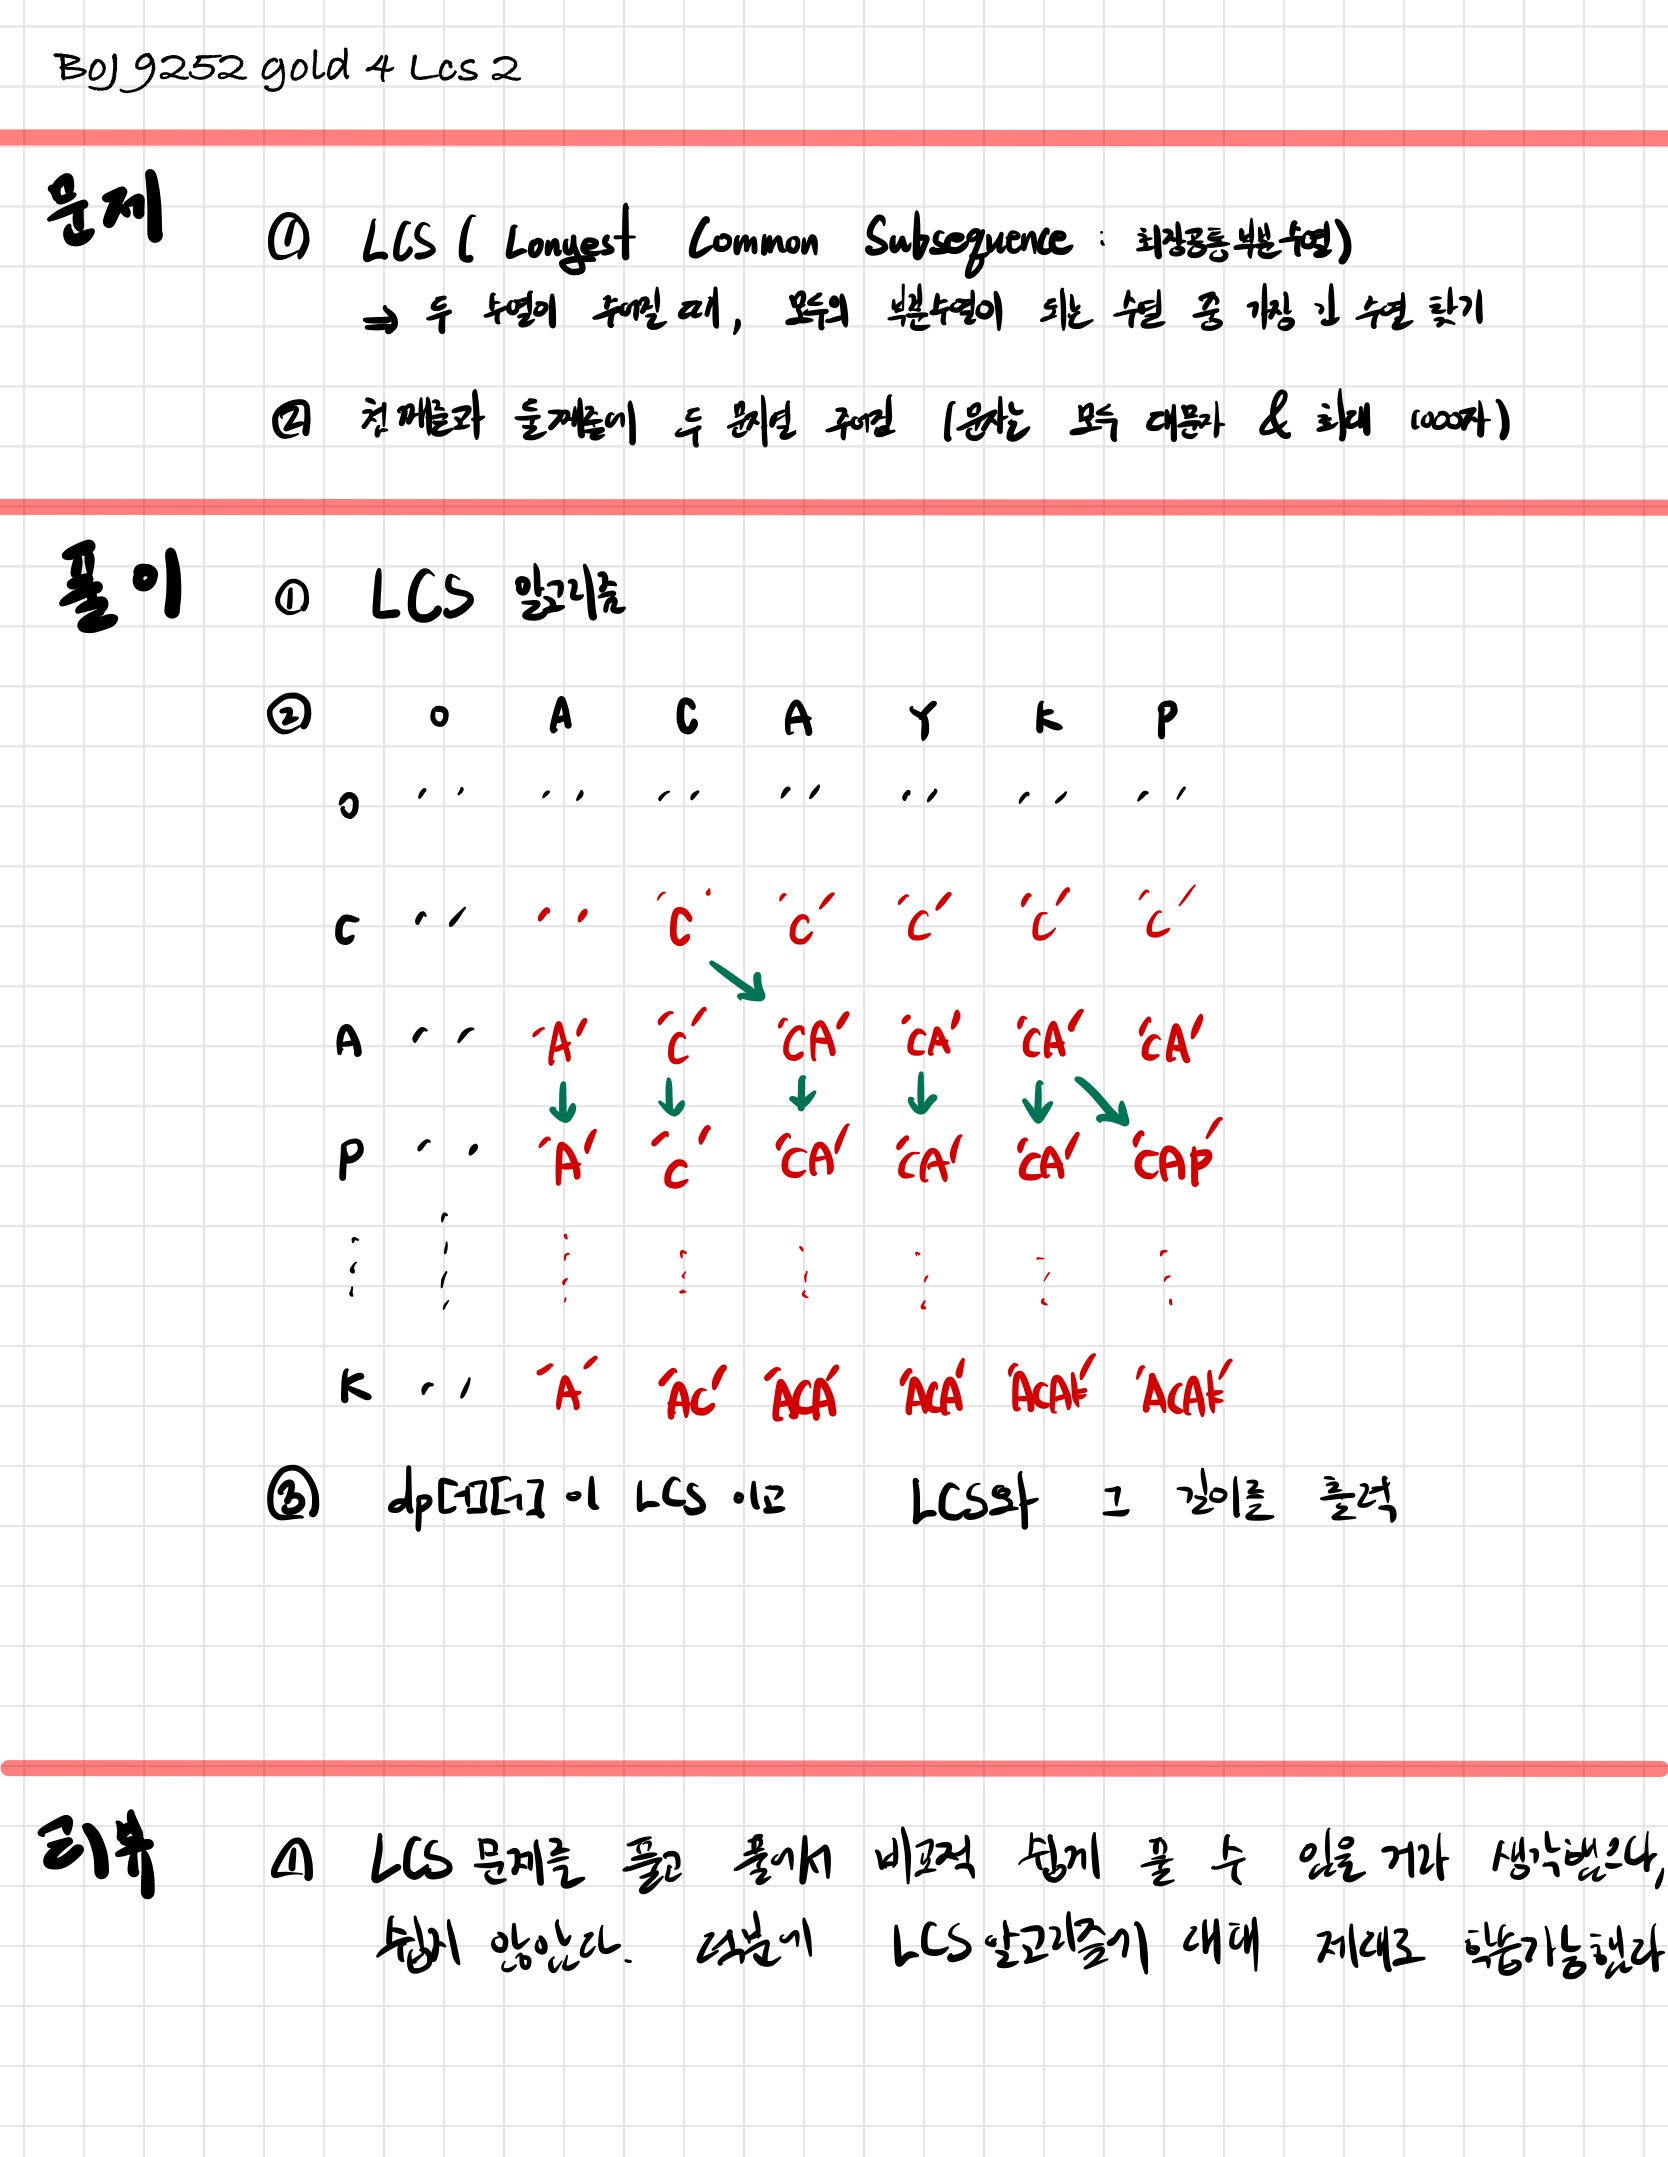 BOJ 9252 gold 4 Lcs 2
문제
① LCS ( Longest Common Subsequence : 최장공통부분수열)
⇒ 두 수열이 주어질 때, 모두의 부분수열이 되는 수열 중 가장 긴 수열 찾기
② 첫째줄과 둘째줄에 두 문자열 주어짐 (문자는 모두 대문자 & 최대 1000자)
풀이
① LCS 알고리즘
② 0 A C A Y K P
0 '' '' '' '' '' '' ''
C '' '' 'C' 'C' 'C' 'C' 'C'
A '' 'A' 'C' 'CA' 'CA' 'CA' 'CA'
P '' 'A' 'C' 'CA' 'CA' 'CA' 'CAP'
K '' 'A' 'AC' 'ACA' 'ACA' 'ACAK' 'ACAK'
③ dp[-1][-1] 이 LCS 이고 LCS와 그 길이를 출력
리뷰
① LCS 문제를 풀고 풀어서 비교적 쉽게 풀 수 있을 거라 생각했으나,
쉽지 않았다. 덕분에 LCS 알고리즘에 대해 제대로 학습가능했다